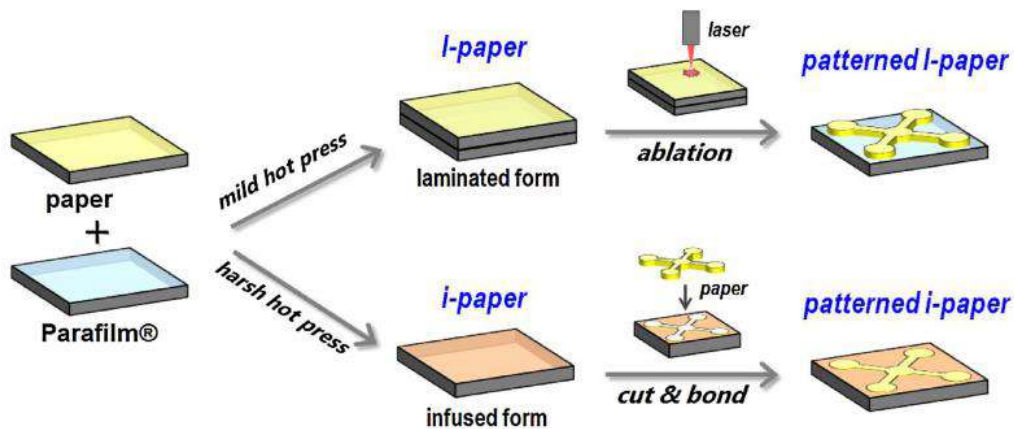 paper
+
Parafilm®
mild hot press
harsh hot press
l-paper
laminated form
laser
ablation
patterned l-paper
i-paper
infused form
paper
cut & bond
patterned i-paper